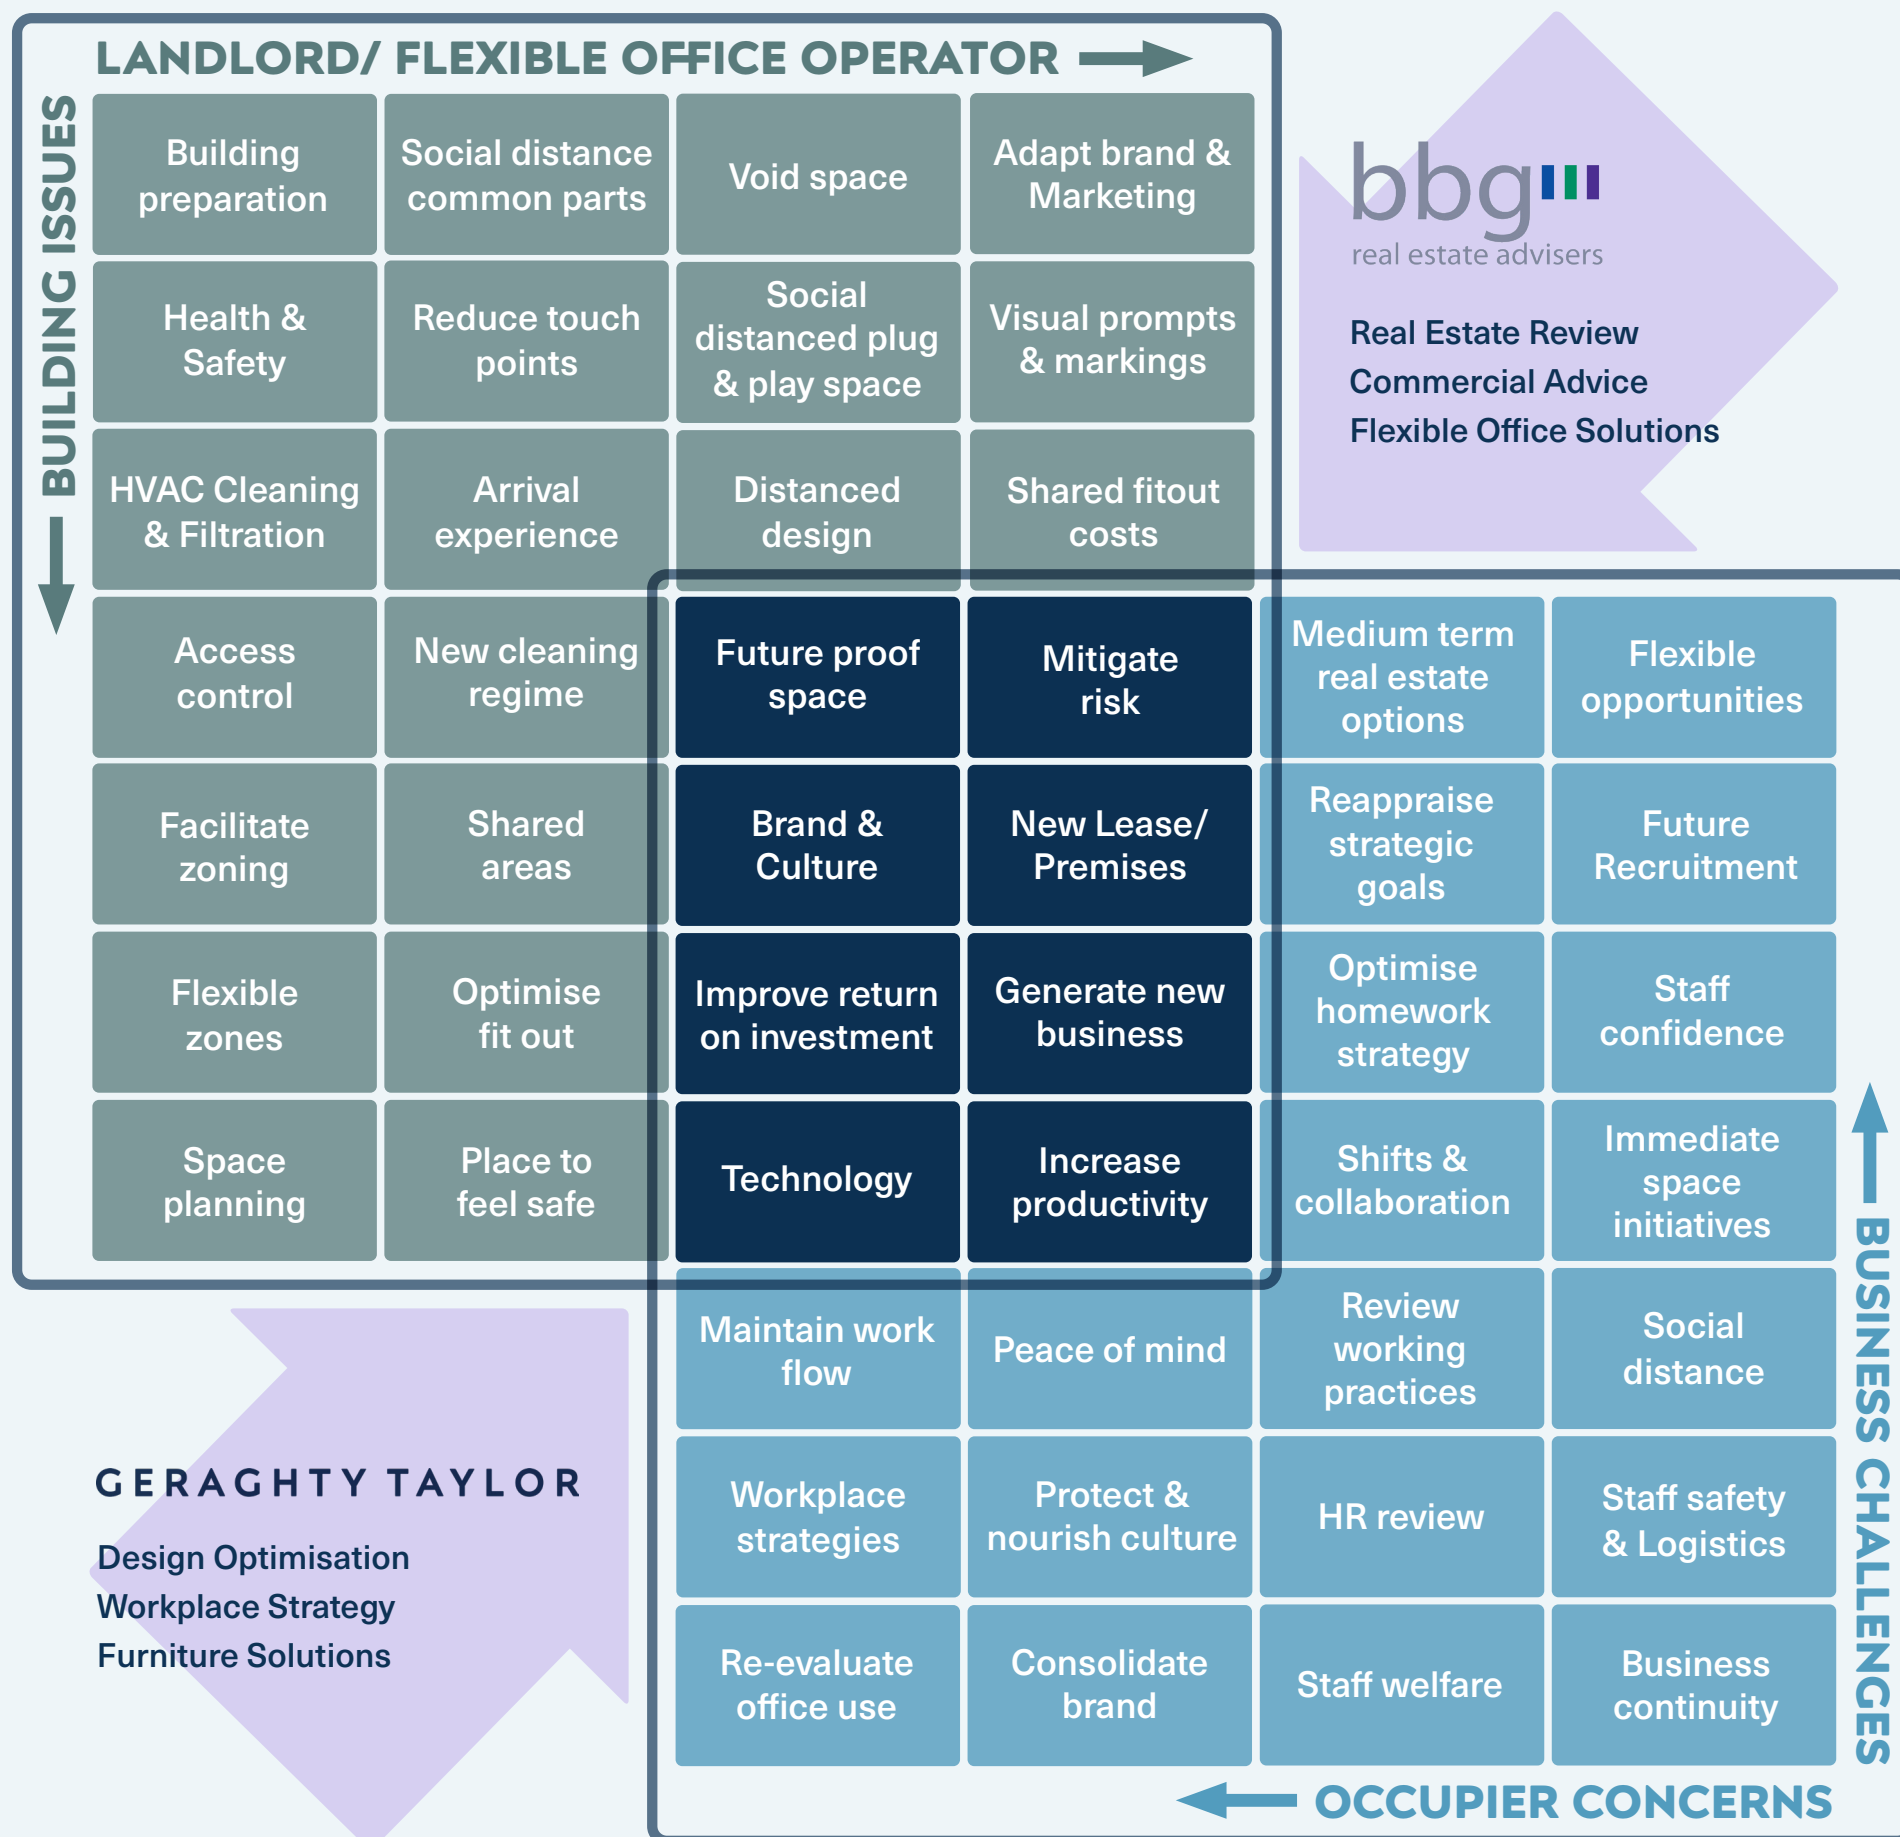 LANDLORD/ FLEXIBLE OFFICE OPERATOR
BUILDING ISSUES
Building
preparation
Social distance
common parts
Void space
Adapt brand &
Marketing
Health &
Safety
Reduce touch
points
Social
distanced plug
& play space
Visual prompts
& markings
HVAC Cleaning
& Filtration
Arrival
experience
Distanced
design
Shared fitout
costs
bbg
real estate advisers
Real Estate Review
Commercial Advice
Flexible Office Solutions
Access
control
New cleaning
regime
Future proof
space
Mitigate
risk
Medium term
real estate
options
Flexible
opportunities
Facilitate
zoning
Shared
areas
Brand &
Culture
New Lease/
Premises
Reappraise
strategic
goals
Future
Recruitment
Flexible
zones
Optimise
fit out
Improve return
on investment
Generate new
business
Optimise
homework
strategy
Staff
confidence
Space
planning
Place to
feel safe
Technology
Increase
productivity
Shifts &
collaboration
Immediate
space
initiatives
Maintain work
flow
Peace of mind
Review
working
practices
Social
distance
Workplace
strategies
Protect &
nourish culture
HR review
Staff safety
& Logistics
Re-evaluate
office use
Consolidate
brand
Staff welfare
Business
continuity
BUSINESS CHALLENGES
OCCUPIER CONCERNS
GERAGHTY TAYLOR
Design Optimisation
Workplace Strategy
Furniture Solutions